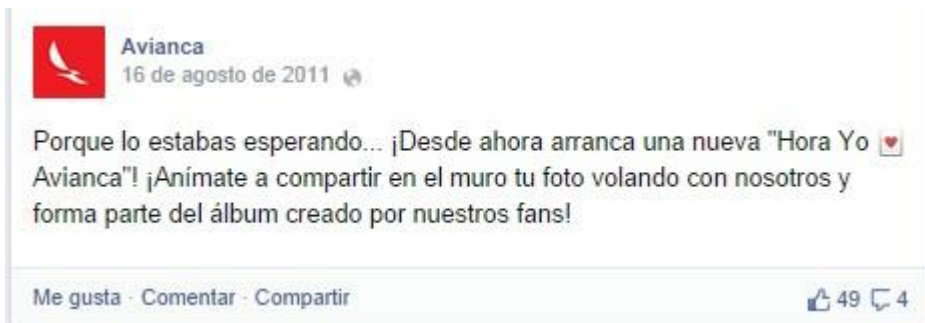 Avianca
16 de agosto de 2011
Porque lo estabas esperando... ¡Desde ahora arranca una nueva "Hora Yo 💌
Avianca"! ¡Anímate a compartir en el muro tu foto volando con nosotros y
forma parte del álbum creado por nuestros fans!
Me gusta · Comentar · Compartir 49 4